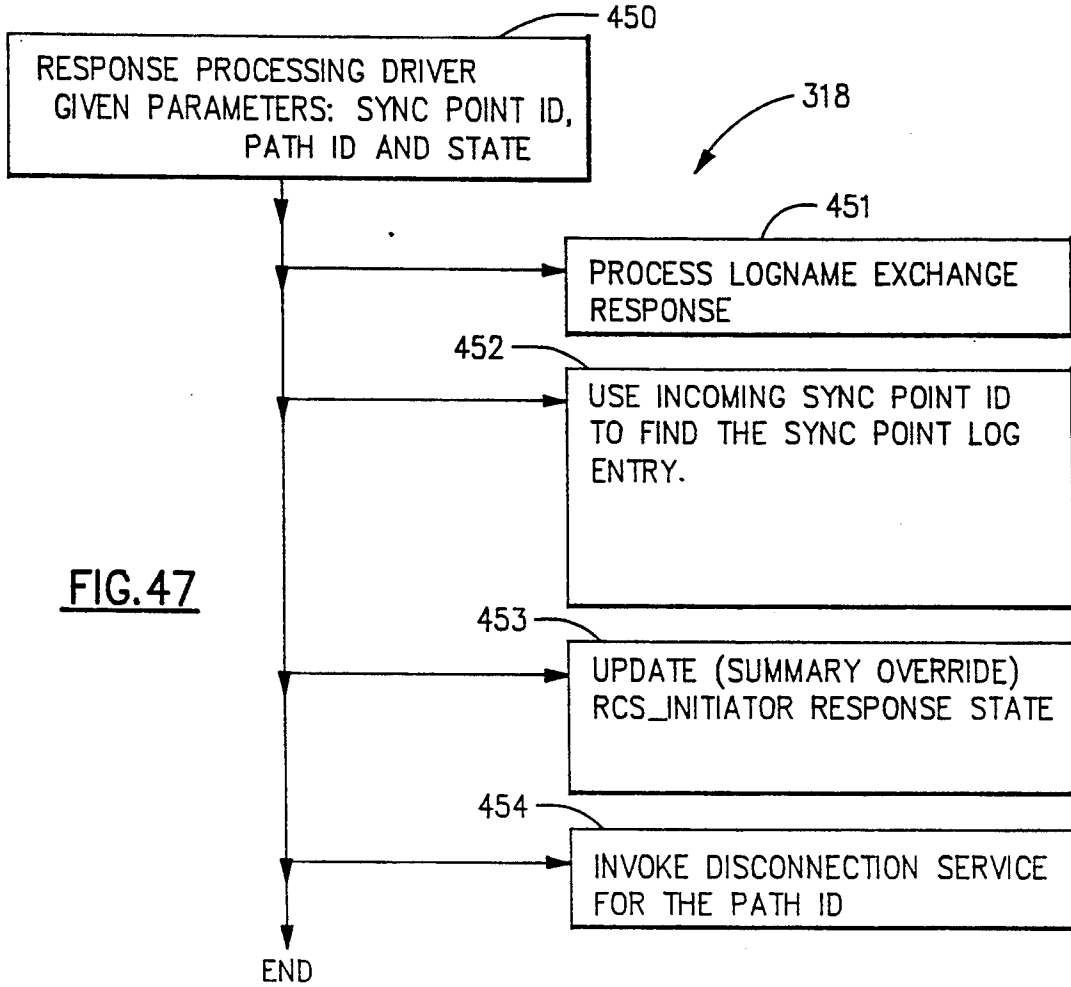 450
RESPONSE PROCESSING DRIVER
GIVEN PARAMETERS: SYNC POINT ID,
PATH ID AND STATE
318
451
PROCESS LOGNAME EXCHANGE
RESPONSE
452
USE INCOMING SYNC POINT ID
TO FIND THE SYNC POINT LOG
ENTRY.
FIG.47
453
UPDATE (SUMMARY OVERRIDE)
RCS_INITIATOR RESPONSE STATE
454
INVOKE DISCONNECTION SERVICE
FOR THE PATH ID
END